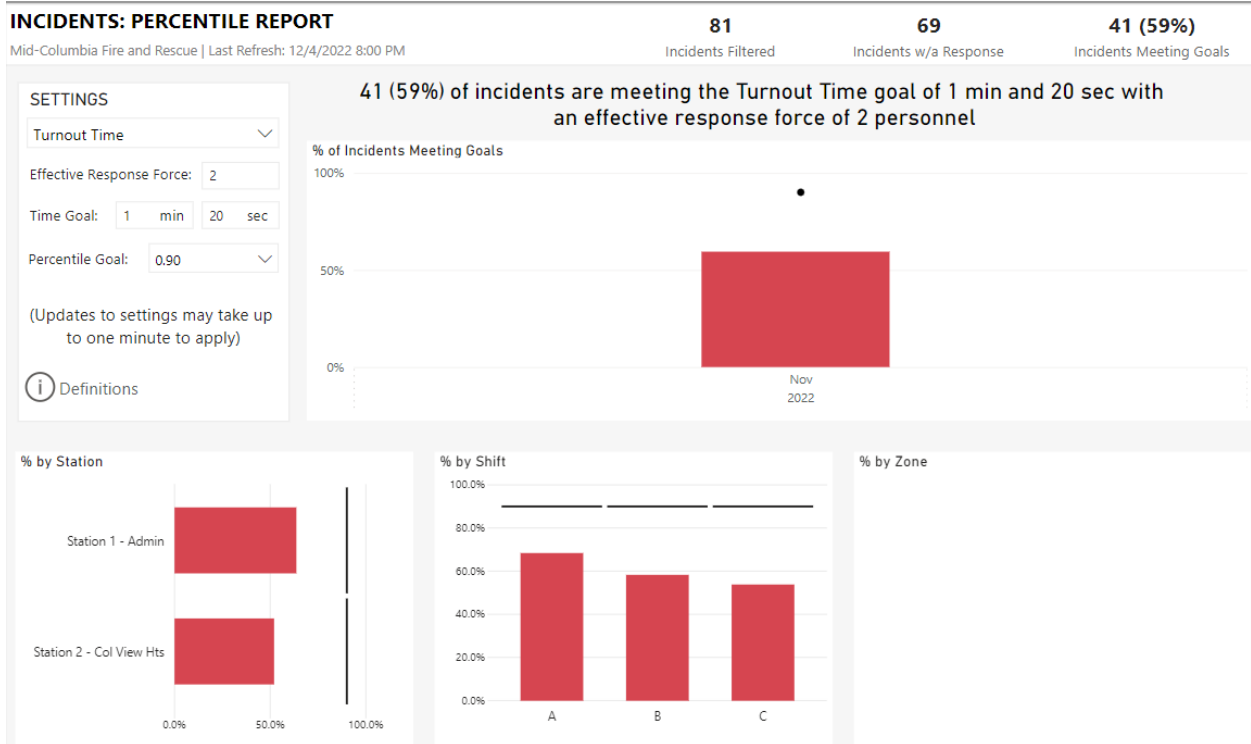 INCIDENTS: PERCENTILE REPORT
Mid-Columbia Fire and Rescue | Last Refresh: 12/4/2022 8:00 PM
81
Incidents Filtered
69
Incidents w/a Response
41 (59%)
Incidents Meeting Goals
SETTINGS
Turnout Time
Effective Response Force: 2
Time Goal: 1 min 20 sec
Percentile Goal: 0.90
(Updates to settings may take up
to one minute to apply)
i Definitions
41 (59%) of incidents are meeting the Turnout Time goal of 1 min and 20 sec with
an effective response force of 2 personnel
% of Incidents Meeting Goals
100%
50%
0%
Nov
2022
% by Station
Station 1 - Admin
Station 2 - Col View Hts
0.0% 50.0% 100.0%
% by Shift
100.0%
80.0%
60.0%
40.0%
20.0%
0.0%
A B C
% by Zone